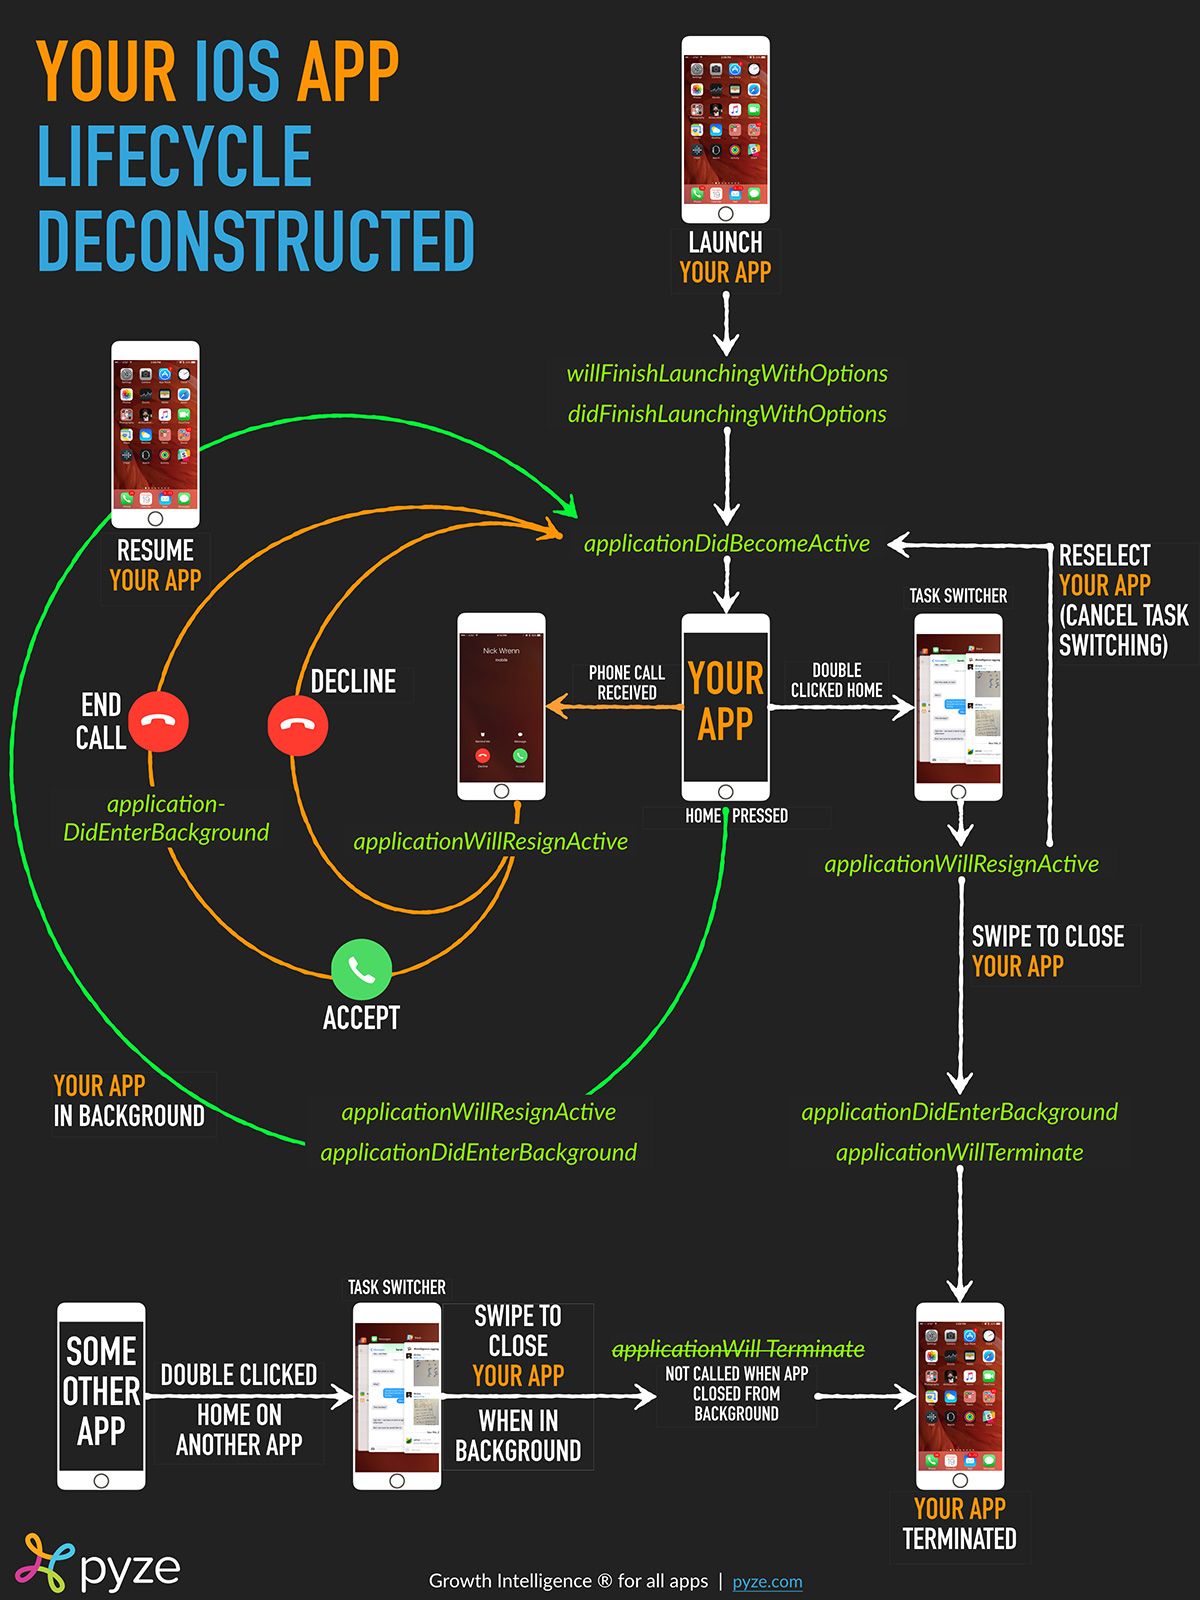 YOUR IOS APP
LIFECYCLE
DECONSTRUCTED
LAUNCH
YOUR APP
willFinishLaunchingWithOptions
didFinishLaunchingWithOptions
RESUME
YOUR APP
applicationDidBecomeActive
RESELECT
YOUR APP
(CANCEL TASK
SWITCHING)
TASK SWITCHER
Nick Wrenn
mobile
PHONE CALL
RECEIVED
YOUR
APP
DOUBLE
CLICKED HOME
DECLINE
END
CALL
HOME PRESSED
application-
DidEnterBackground
applicationWillResignActive
applicationWillResignActive
SWIPE TO CLOSE
YOUR APP
ACCEPT
YOUR APP
IN BACKGROUND
applicationWillResignActive
applicationDidEnterBackground
applicationDidEnterBackground
applicationWillTerminate
SOME
OTHER
APP
DOUBLE CLICKED
HOME ON
ANOTHER APP
TASK SWITCHER
SWIPE TO
CLOSE
YOUR APP
WHEN IN
BACKGROUND
applicationWill Terminate
NOT CALLED WHEN APP
CLOSED FROM
BACKGROUND
YOUR APP
TERMINATED
pyze
Growth Intelligence ® for all apps | pyze.com